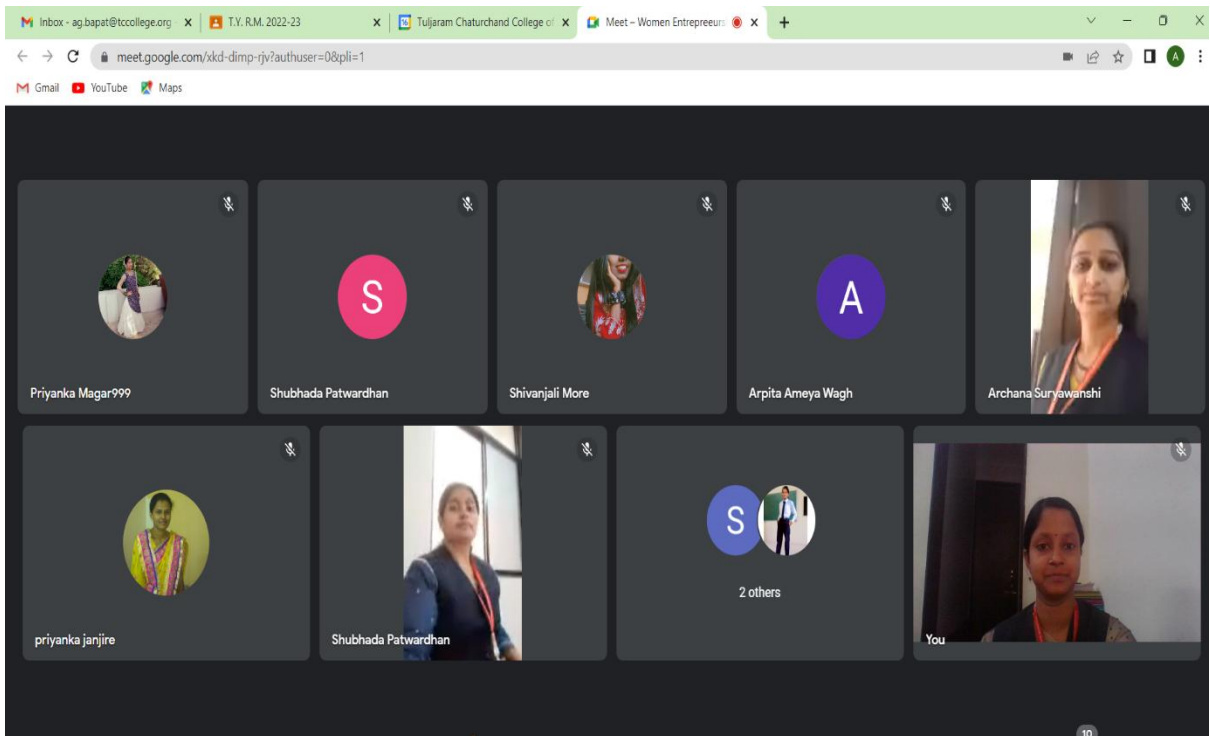 Inbox - ag.bapat@tccollege.org
T.Y. R.M. 2022-23
Tuljaram Chaturchand College of
Meet – Women Entrepreeurs
meet.google.com/xkd-dimp-rjv?authuser=0&pli=1
A
Gmail YouTube Maps
S
A
Priyanka Magar999
Shubhada Patwardhan
Shivanjali More
Arpita Ameya Wagh
Archana Suryawanshi
S
2 others
priyanka janjire
Shubhada Patwardhan
You
10